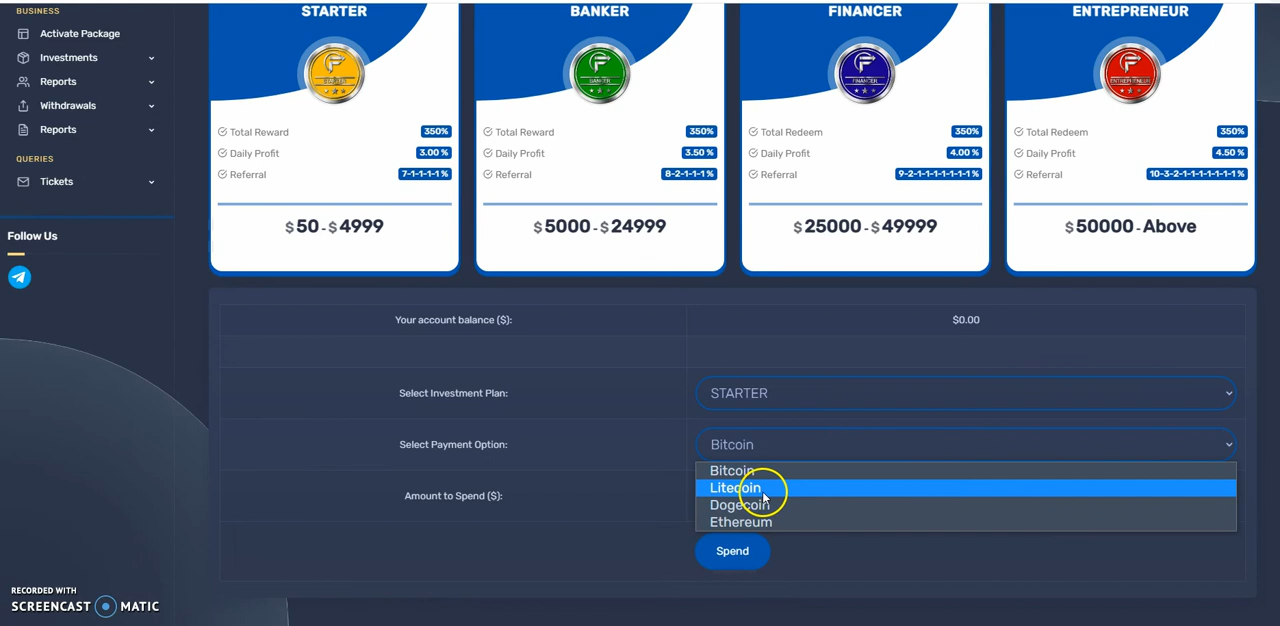 BUSINESS
Activate Package
Investments
Reports
Withdrawals
Reports
QUERIES
Tickets
Follow Us
STARTER
Total Reward 350%
Daily Profit 3.00 %
Referral 7-1-1-1-1 %
$ 50 - $ 4999
BANKER
BANKER
Total Reward 350%
Daily Profit 3.50 %
Referral 8-2-1-1-1 %
$ 5000 - $ 24999
FINANCER
FINANCER
Total Redeem 350%
Daily Profit 4.00 %
Referral 9-2-1-1-1-1-1-1 %
$ 25000 - $ 49999
ENTREPRENEUR
ENTREPRENEUR
Total Redeem 350%
Daily Profit 4.50 %
Referral 10-3-2-1-1-1-1-1-1 %
$ 50000 - Above
Your account balance ($): $0.00
Select Investment Plan: STARTER
Select Payment Option: Bitcoin
Bitcoin
Litecoin
Dogecoin
Ethereum
Amount to Spend ($):
Spend
RECORDED WITH
SCREENCAST MATIC